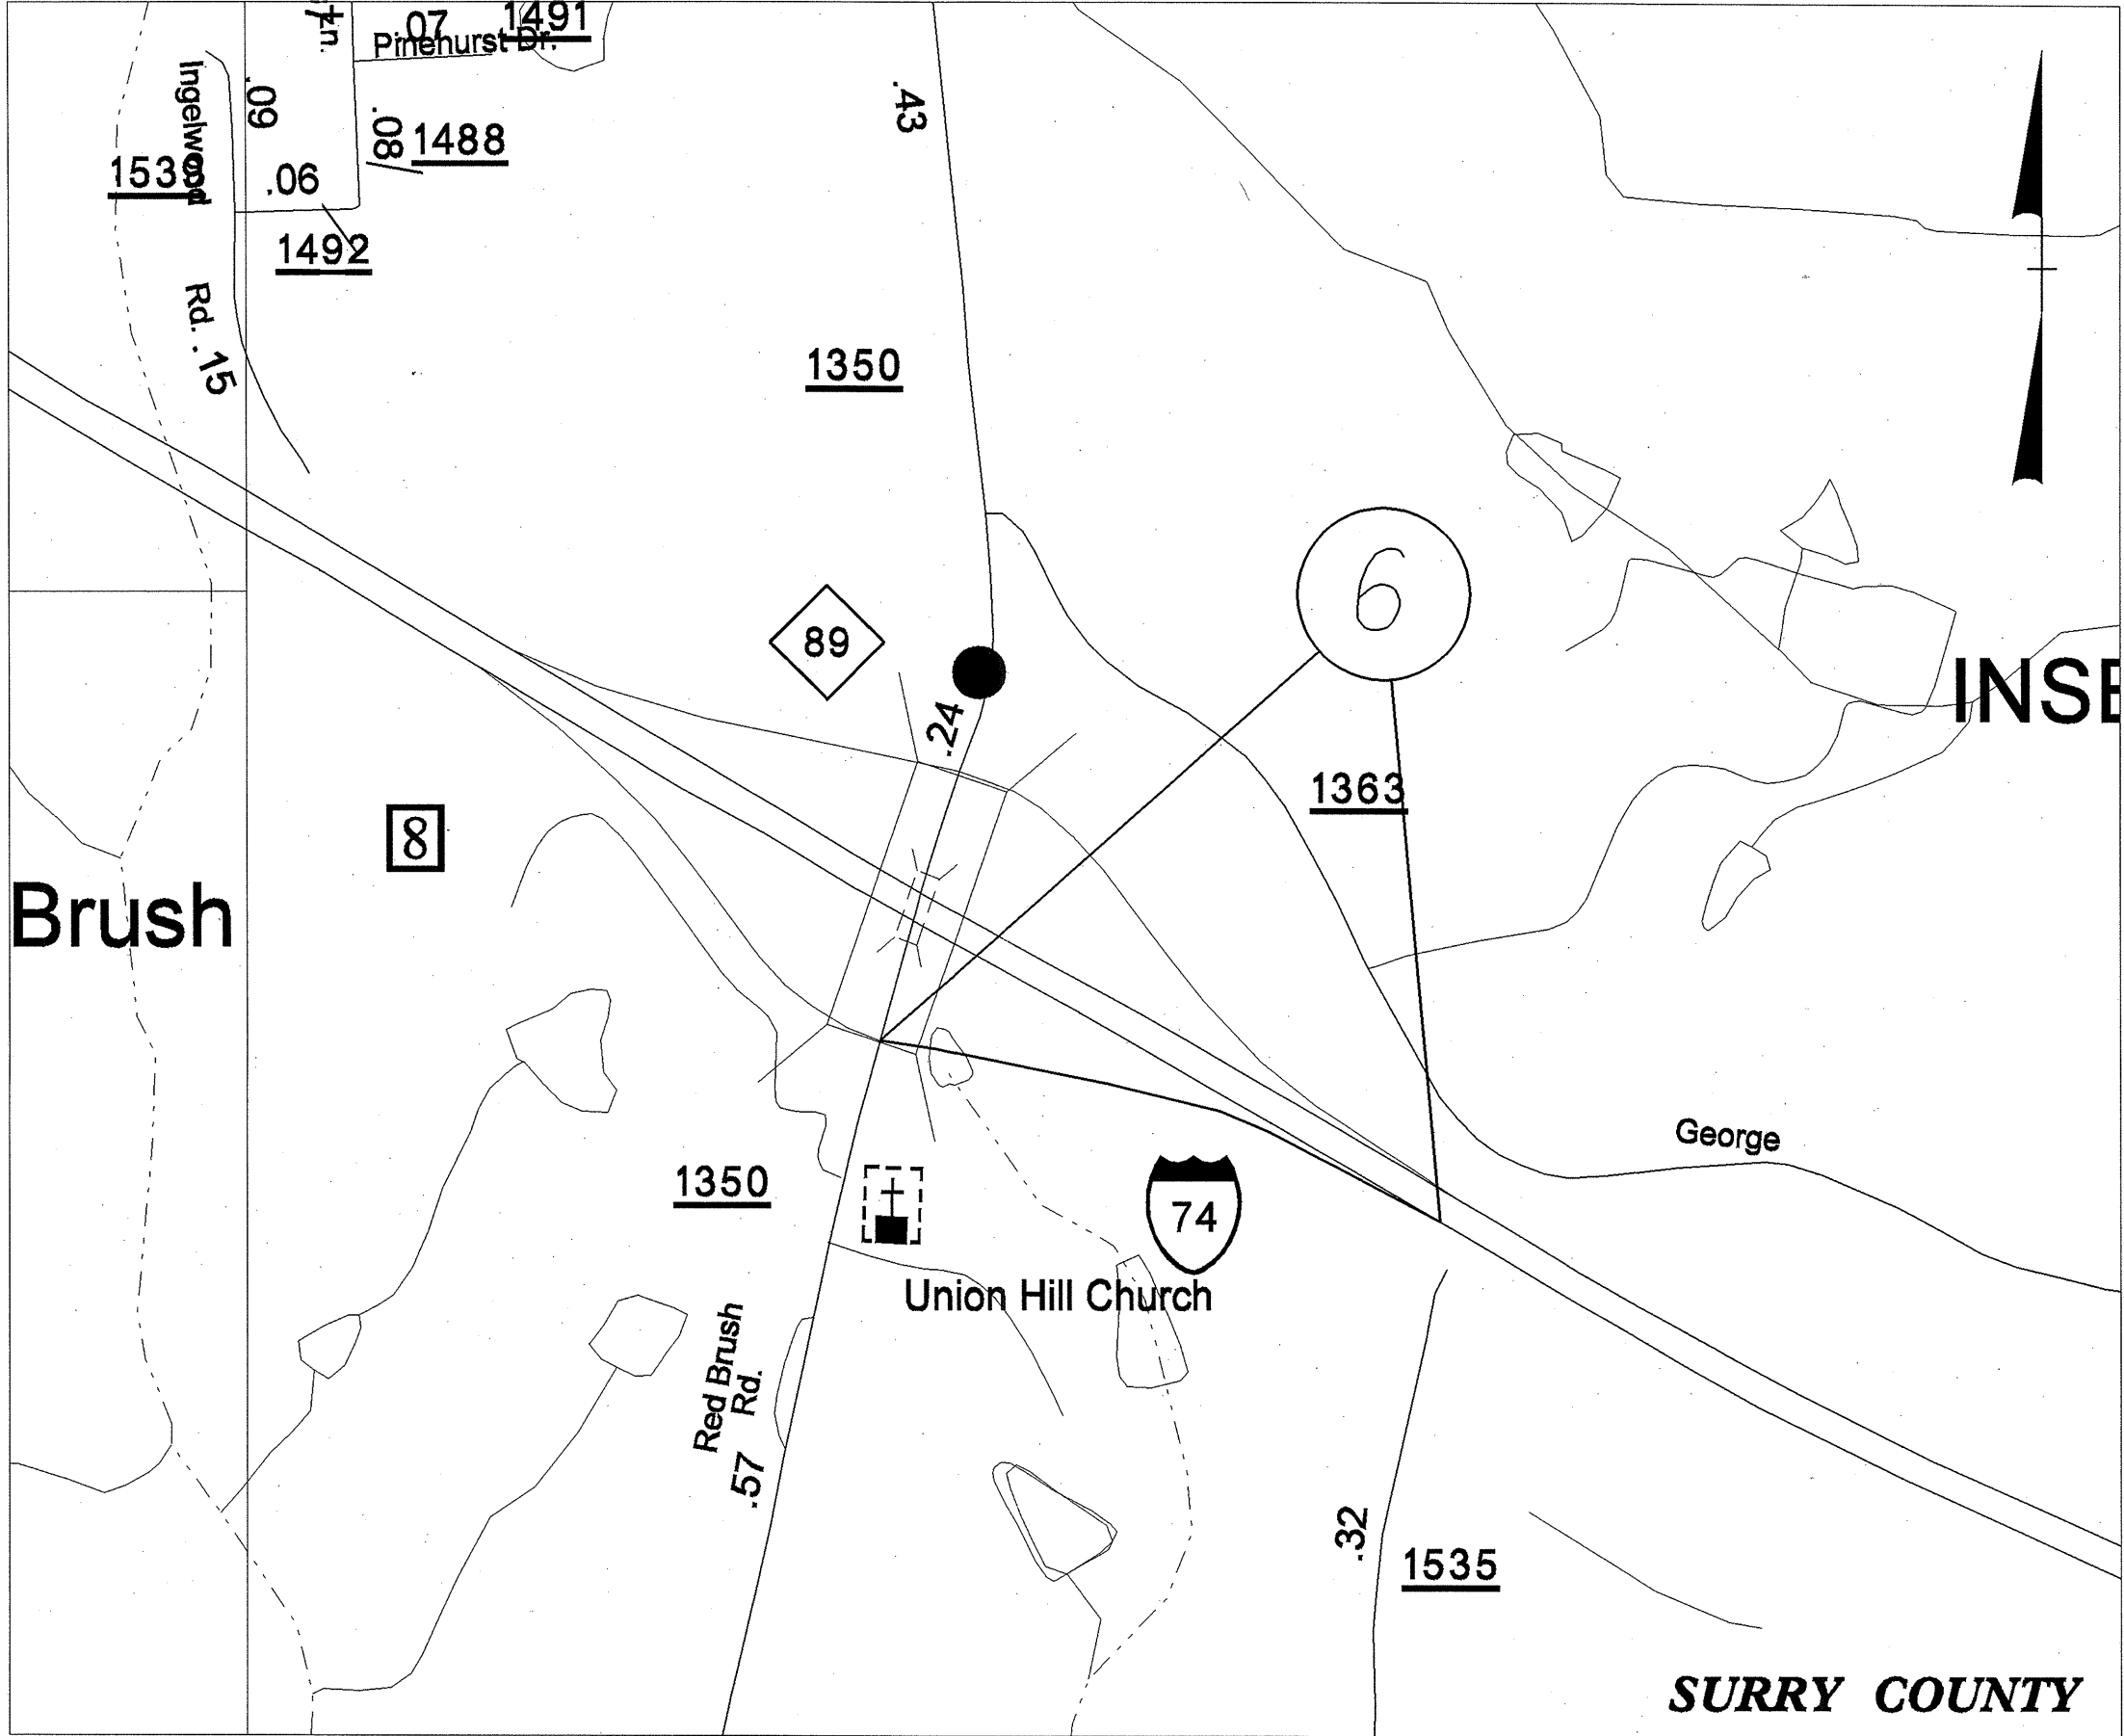 07
1491
Pinehurst Dr.
Ingelwood
.09
.08
1488
.43
.06
1492
Rd.
.15
1350
6
89
.24
INSE
1363
8
Brush
George
1350
74
Union Hill Church
Red Brush
Rd.
.57
.32
1535
SURRY COUNTY